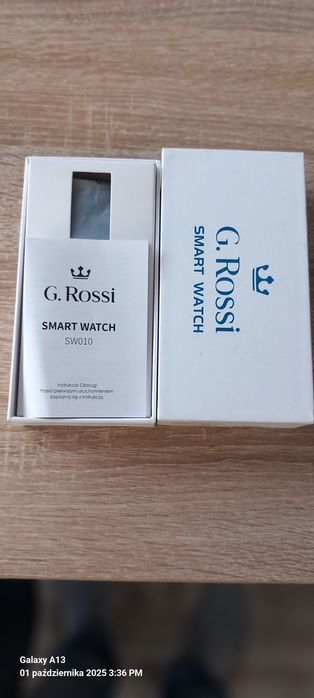 G. Rossi
SMART WATCH
SW010
Instrukcja Obsługi
Przed pierwszym uruchomieniem
zapoznaj się z instrukcją
G. Rossi
SMART WATCH
Galaxy A13
01 października 2025 3:36 PM